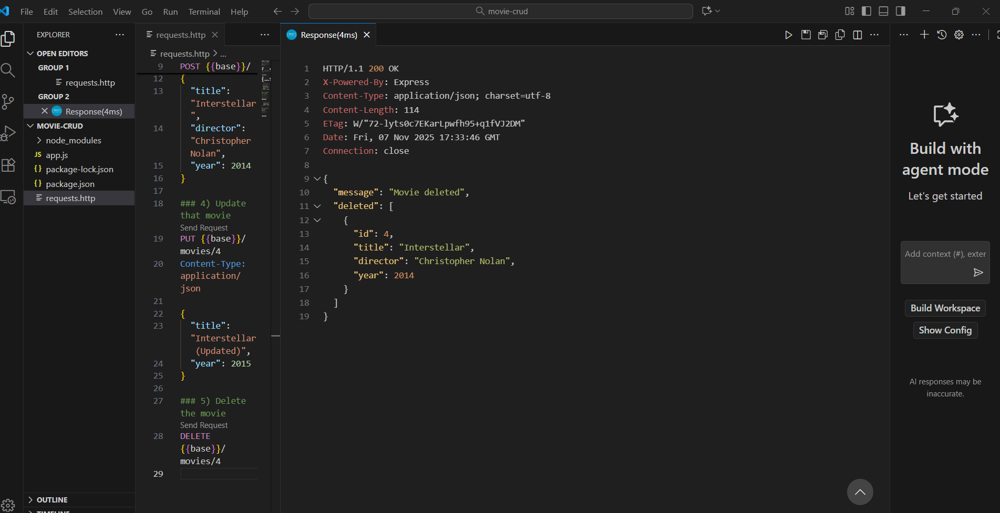 File Edit Selection View Go Run Terminal Help
movie-crud
EXPLORER
OPEN EDITORS
GROUP 1
requests.http
GROUP 2
Response(4ms)
MOVIE-CRUD
node_modules
JS app.js
{} package-lock.json
{} package.json
requests.http
OUTLINE
requests.http
requests.http > ...
9 POST {{base}}/
12 {
13 "title":
"Interstellar
",
14 "director":
"Christopher
Nolan",
15 "year": 2014
16 }
17
18 ### 4) Update
that movie
Send Request
19 PUT {{base}}/
movies/4
20 Content-Type:
application/
json
21
22 {
23 "title":
"Interstellar
(Updated)",
24 "year": 2015
25 }
26
27 ### 5) Delete
the movie
Send Request
28 DELETE
{{base}}/
movies/4
29
Response(4ms)
1 HTTP/1.1 200 OK
2 X-Powered-By: Express
3 Content-Type: application/json; charset=utf-8
4 Content-Length: 114
5 ETag: W/"72-lyts0c7EKarLpwfh95+q1fVJ2DM"
6 Date: Fri, 07 Nov 2025 17:33:46 GMT
7 Connection: close
8
9 {
10 "message": "Movie deleted",
11 "deleted": [
12 {
13 "id": 4,
14 "title": "Interstellar",
15 "director": "Christopher Nolan",
16 "year": 2014
17 }
18 ]
19 }
Build with
agent mode
Let's get started
Add context (#), exter
Build Workspace
Show Config
AI responses may be
inaccurate.